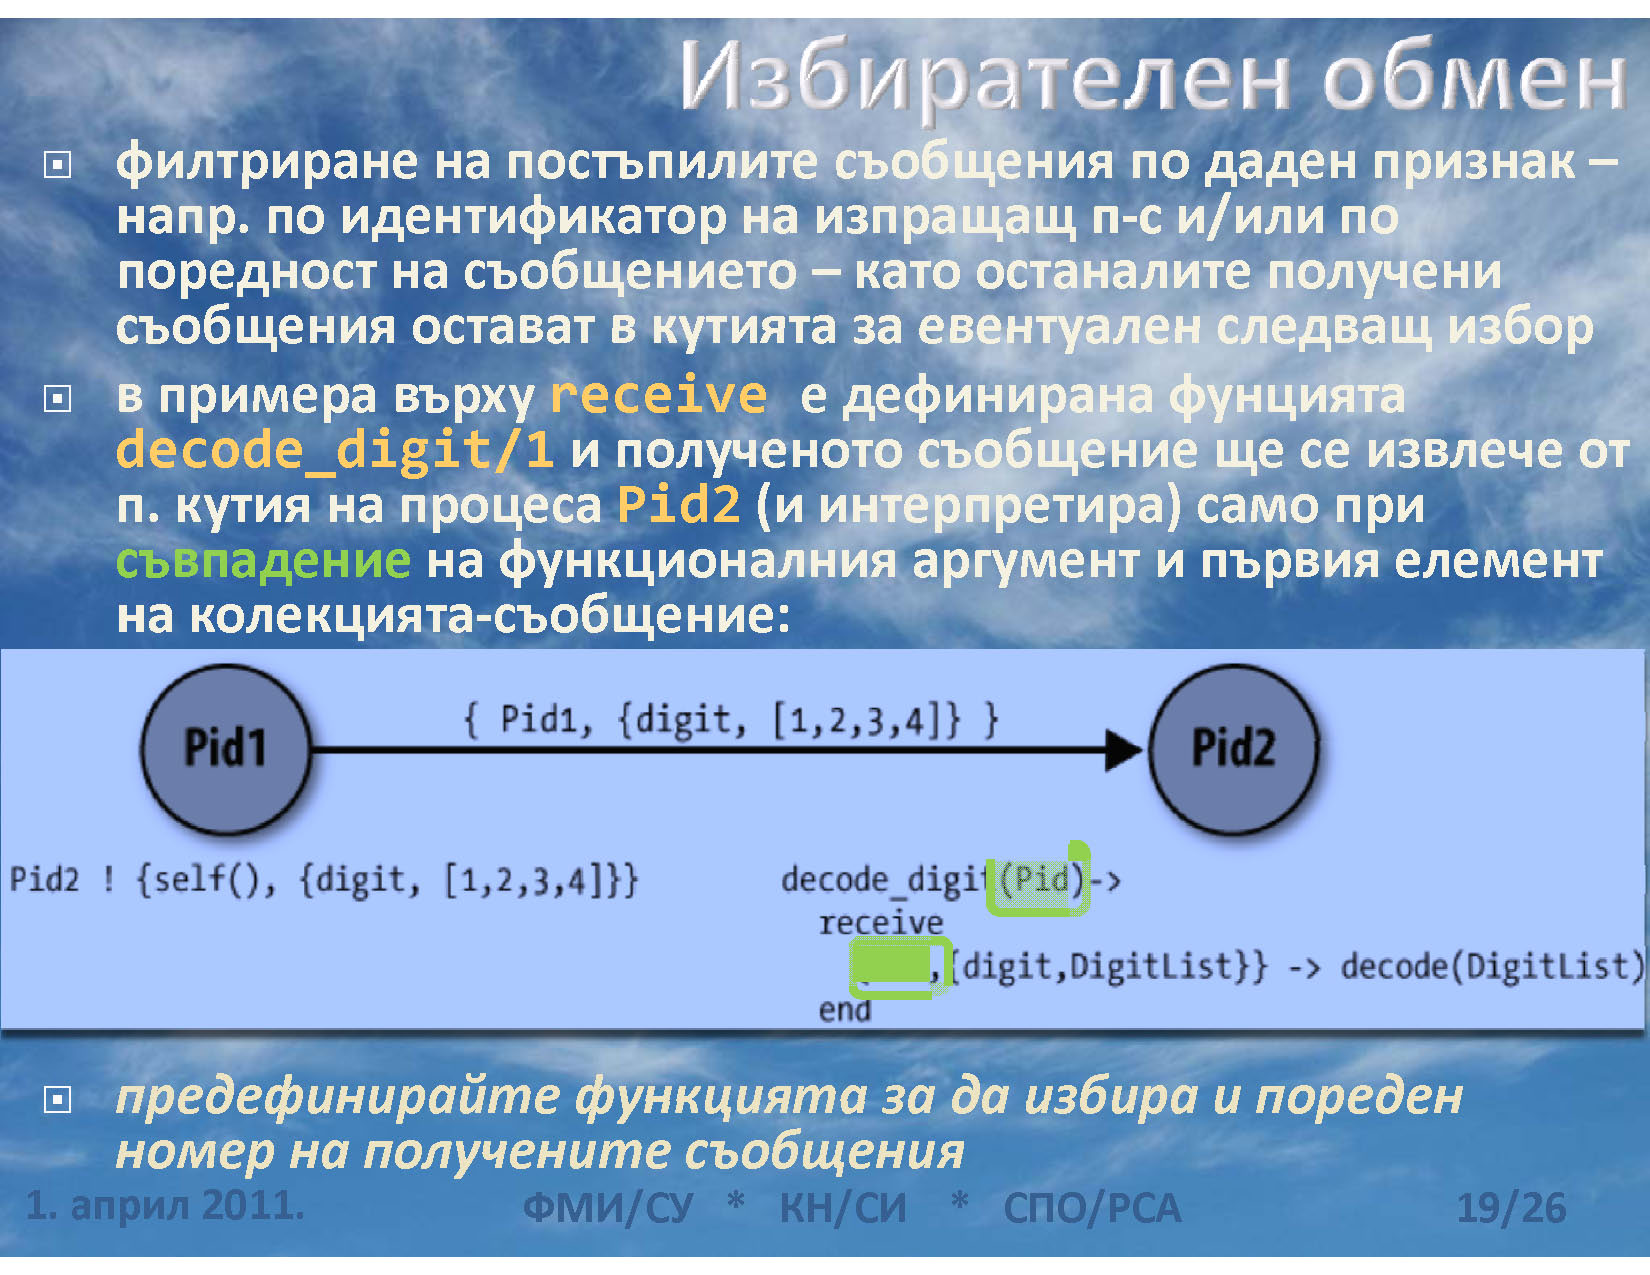 Избирателен обмен
филтриране на постъпилите съобщения по даден признак –
напр. по идентификатор на изпращащ п-с и/или по
поредност на съобщението – като останалите получени
съобщения остават в кутията за евентуален следващ избор
в примера върху receive е дефинирана фунцията
decode_digit/1 и полученото съобщение ще се извлече от
п. кутия на процеса Pid2 (и интерпретира) само при
съвпадение на функционалния аргумент и първия елемент
на колекцията-съобщение:
{ Pid1, {digit, [1,2,3,4]} }
Pid1
Pid2
Pid2 ! {self(), {digit, [1,2,3,4]}}
decode_digit(Pid)->
receive
,{digit,DigitList}} -> decode(DigitList)
end
предефинирайте функцията за да избира и пореден
номер на получените съобщения
1. април 2011.
ФМИ/СУ * КН/СИ * СПО/РСА
19/26